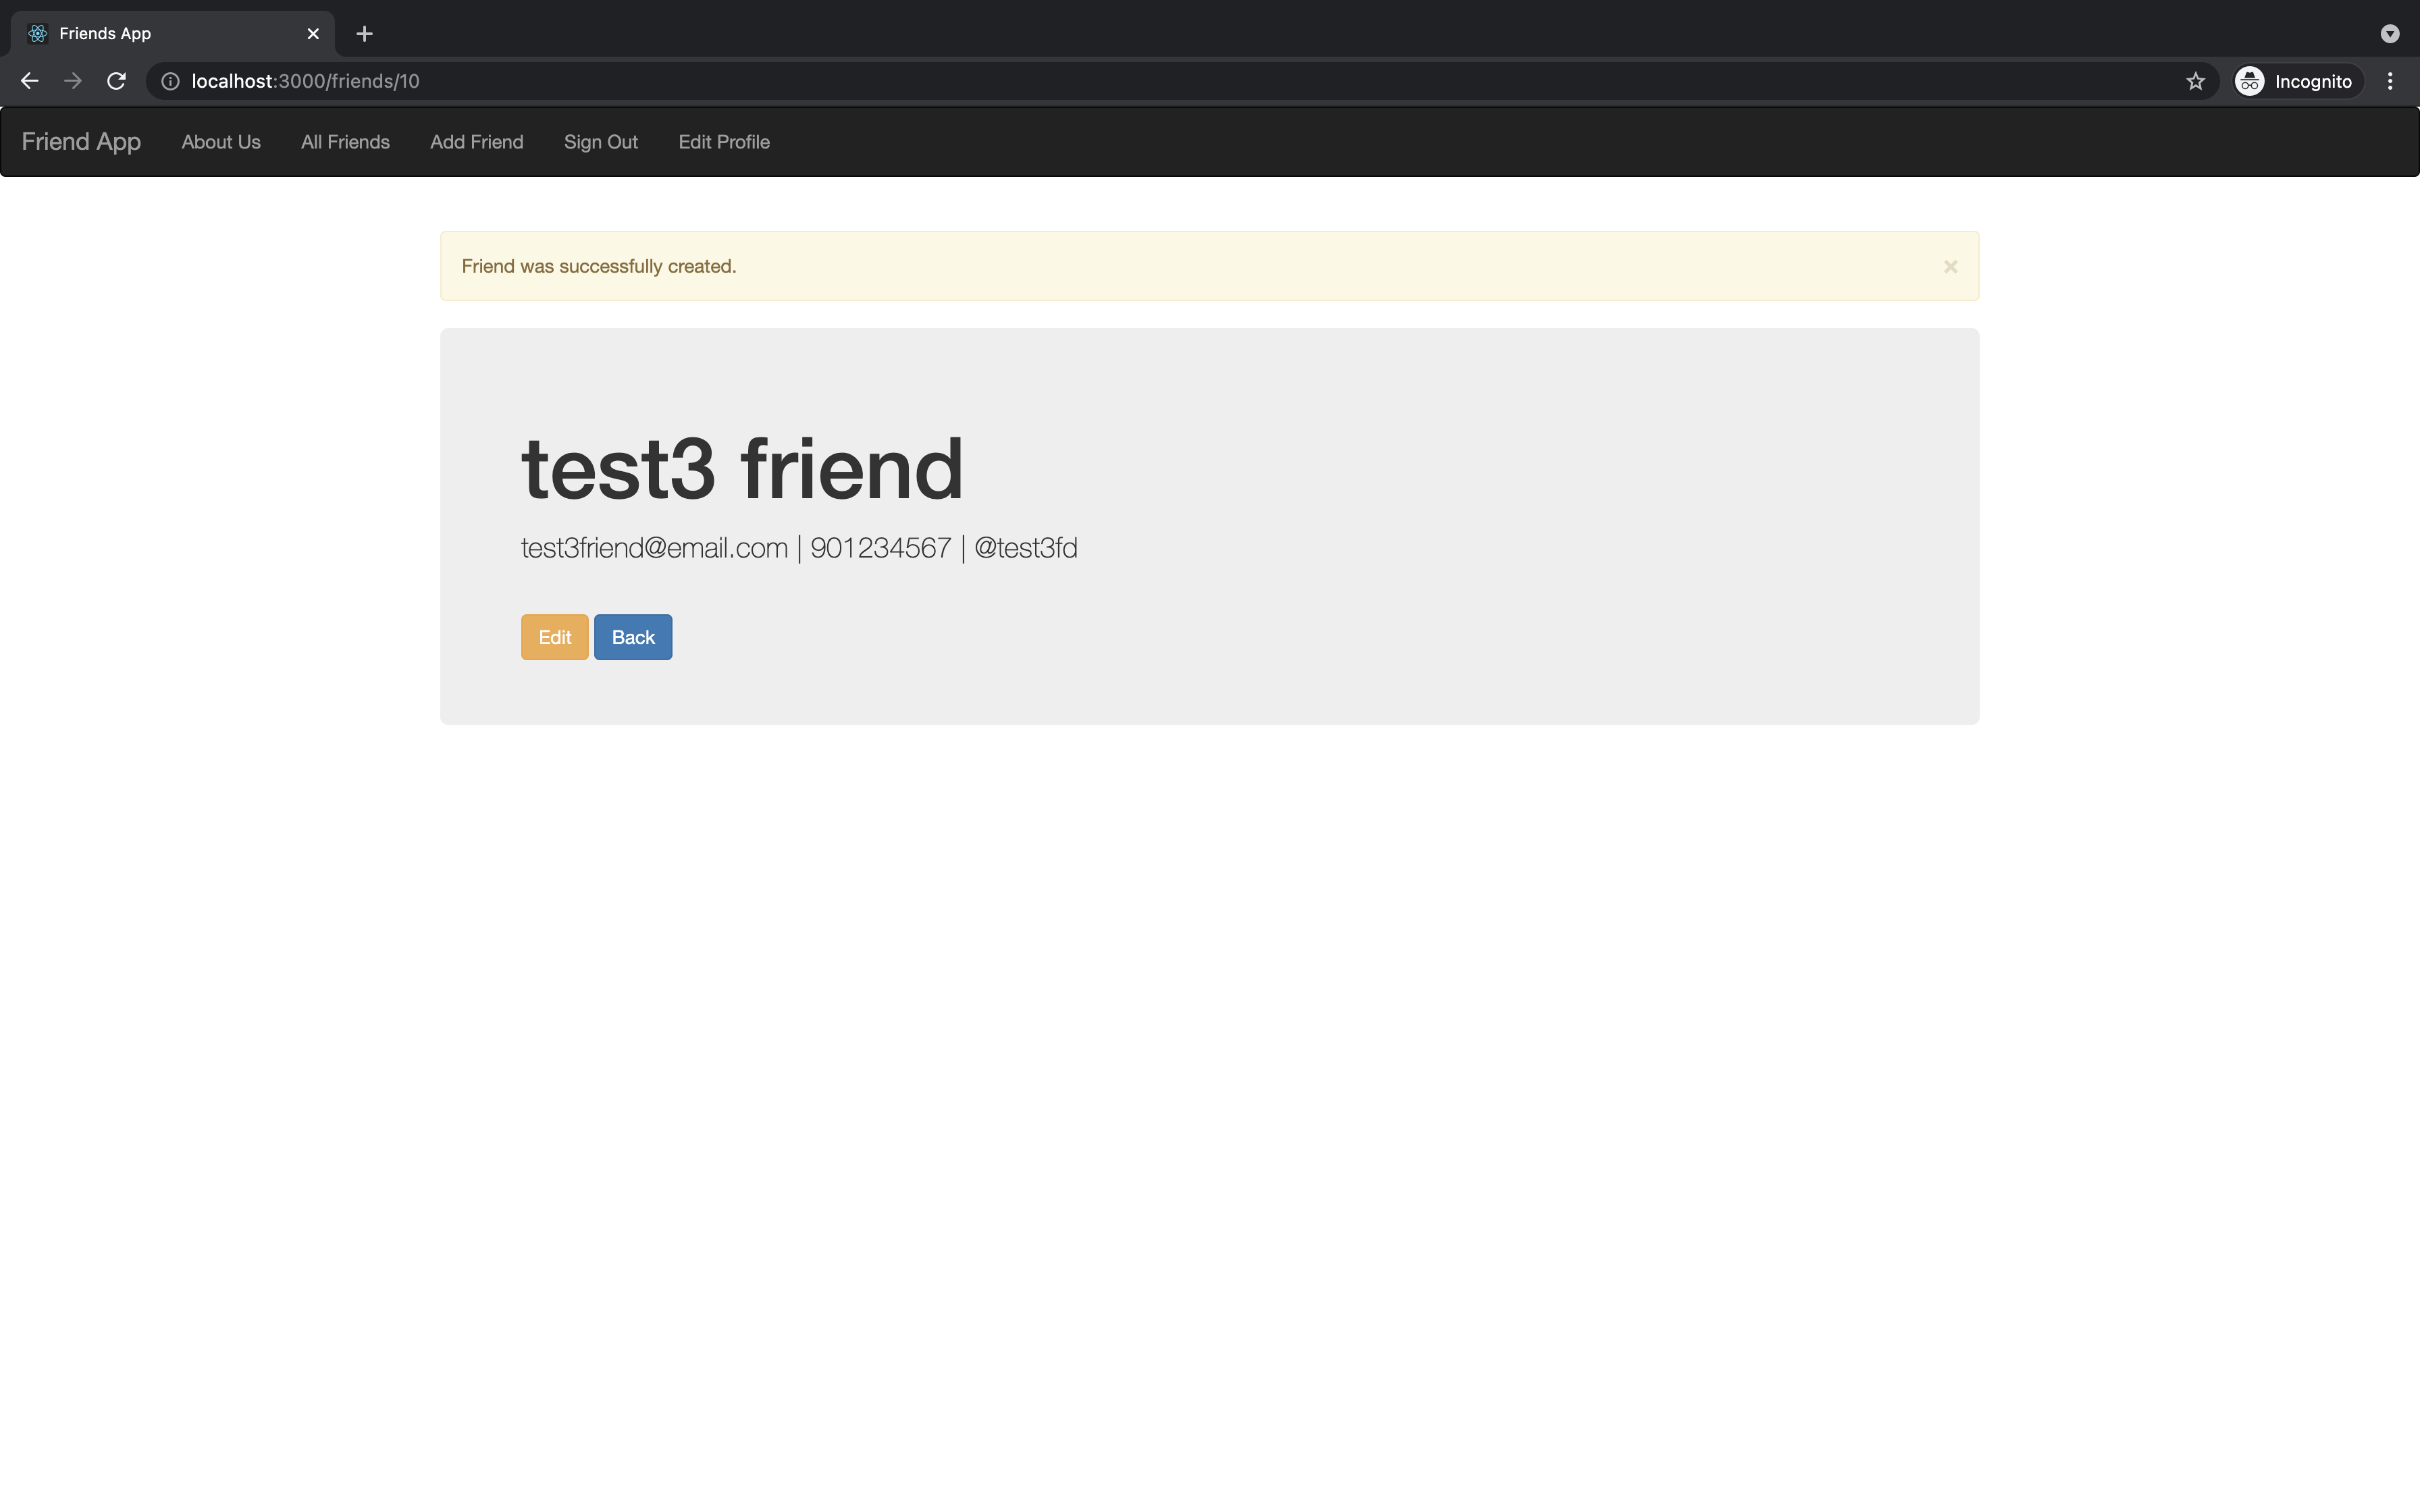 Friends App
localhost:3000/friends/10
Incognito
Friend App About Us All Friends Add Friend Sign Out Edit Profile
Friend was successfully created.
test3 friend
test3friend@email.com | 901234567 | @test3fd
Edit Back